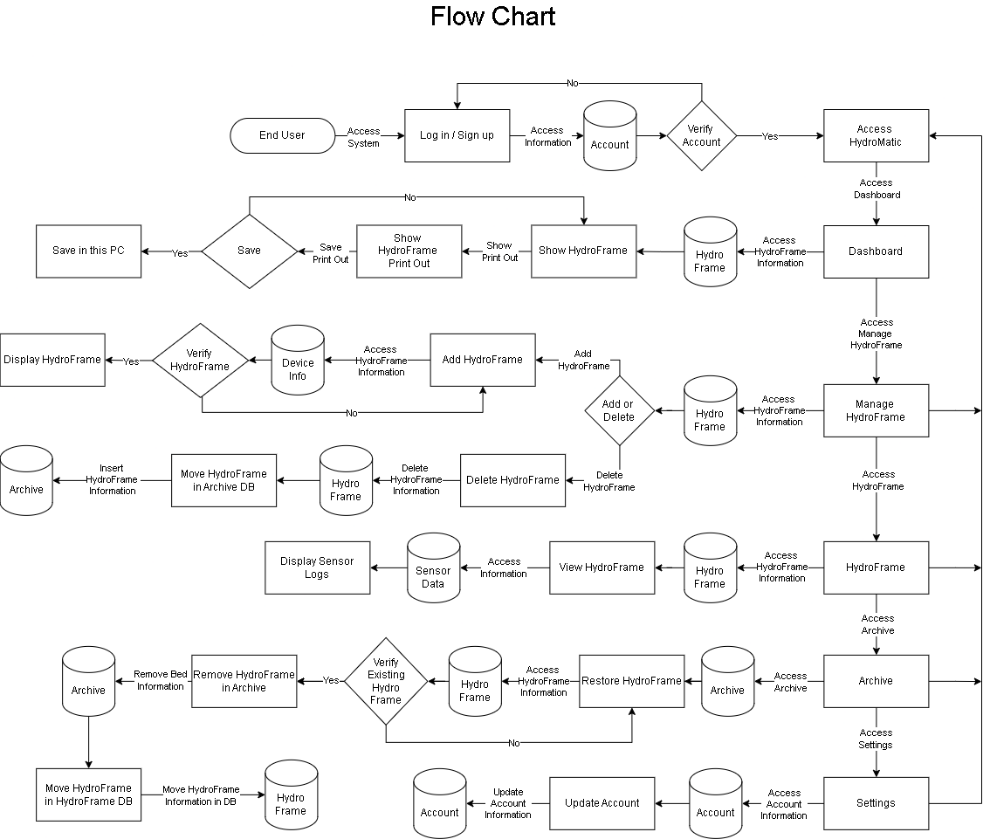 Flow Chart
No
End User
Access
System
Log in / Sign up
Access
Information
Account
Verify
Account
Yes
Access
HydroMatic
Access
Dashboard
No
Save in this PC
Yes
Save
Save
Print Out
Show
HydroFrame
Print Out
Show
Print Out
Show HydroFrame
Hydro
Frame
Access
HydroFrame
Information
Dashboard
Access
Manage
HydroFrame
Display HydroFrame
Yes
Verify
HydroFrame
Device
Info
Access
HydroFrame
Information
Add HydroFrame
Add
HydroFrame
No
Add or
Delete
Hydro
Frame
Access
HydroFrame
Information
Manage
HydroFrame
Archive
Insert
HydroFrame
Information
Move HydroFrame
in Archive DB
Hydro
Frame
Delete
HydroFrame
Information
Delete HydroFrame
Delete
HydroFrame
Access
HydroFrame
Display Sensor
Logs
Sensor
Data
Access
Information
View HydroFrame
Hydro
Frame
Access
HydroFrame
Information
HydroFrame
Access
Archive
Archive
Remove Bed
Information
Remove HydroFrame
in Archive
Yes
Verify
Existing
Hydro
Frame
Hydro
Frame
Access
HydroFrame
Information
Restore HydroFrame
Archive
Access
Archive
Archive
No
Access
Settings
Move HydroFrame
in HydroFrame DB
Move HydroFrame
Information in DB
Hydro
Frame
Account
Update
Account
Information
Update Account
Account
Access
Account
Information
Settings